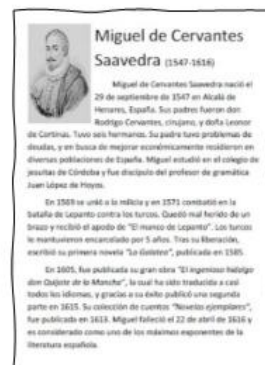 Miguel de Cervantes
Saavedra (1547-1616)
Miguel de Cervantes Saavedra nació el
29 de septiembre de 1547 en Alcalá de
Henares, España. Sus padres fueron don
Rodrigo Cervantes, cirujano, y doña Leonor
de Cortinas. Tuvo seis hermanos. Su padre tuvo problemas de
deudas, y en busca de mejorar económicamente residieron en
diversas poblaciones de España. Miguel estudió en el colegio de
jesuitas de Córdoba y fue discípulo del profesor de gramática
Juan López de Hoyos.
En 1569 se unió a la milicia y en 1571 combatió en la
batalla de Lepanto contra los turcos. Quedó mal herido de un
brazo y recibió el apodo de "El manco de Lepanto". Los turcos
le mantuvieron encarcelado por 5 años. Tras su liberación,
escribió su primera novela "La Galatea", publicada en 1585.
En 1605, fue publicada su gran obra "El ingenioso hidalgo
don Quijote de la Mancha", la cual ha sido traducida a casi
todos los idiomas, y gracias a su éxito publicó una segunda
parte en 1615. Su colección de cuentos "Novelas ejemplares",
fue publicada en 1613. Miguel falleció el 22 de abril de 1616 y
es considerado como uno de los máximos exponentes de la
literatura española.